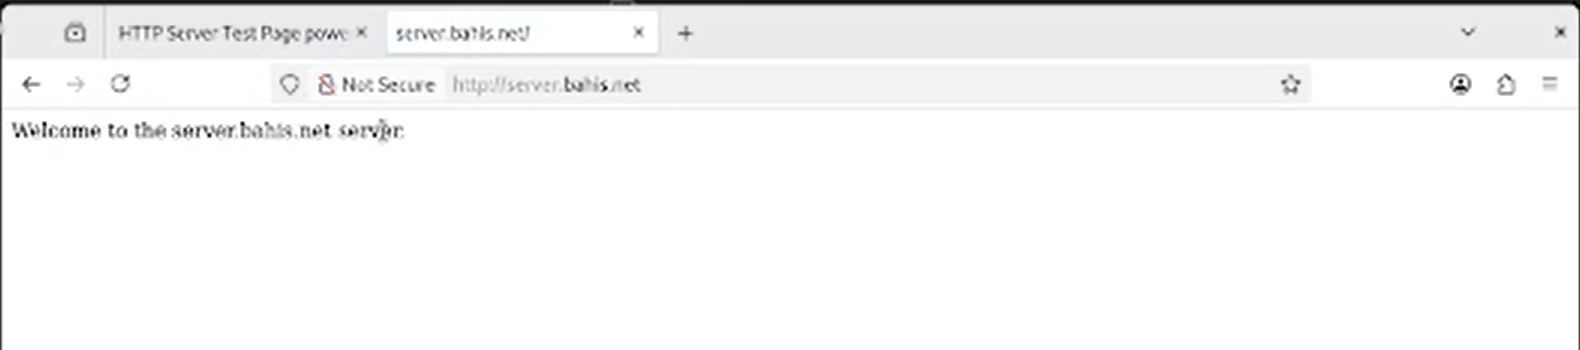 HTTP Server Test Page powe
server.bahis.net/
Not Secure
http://server.bahis.net
Welcome to the server.bahis.net server.